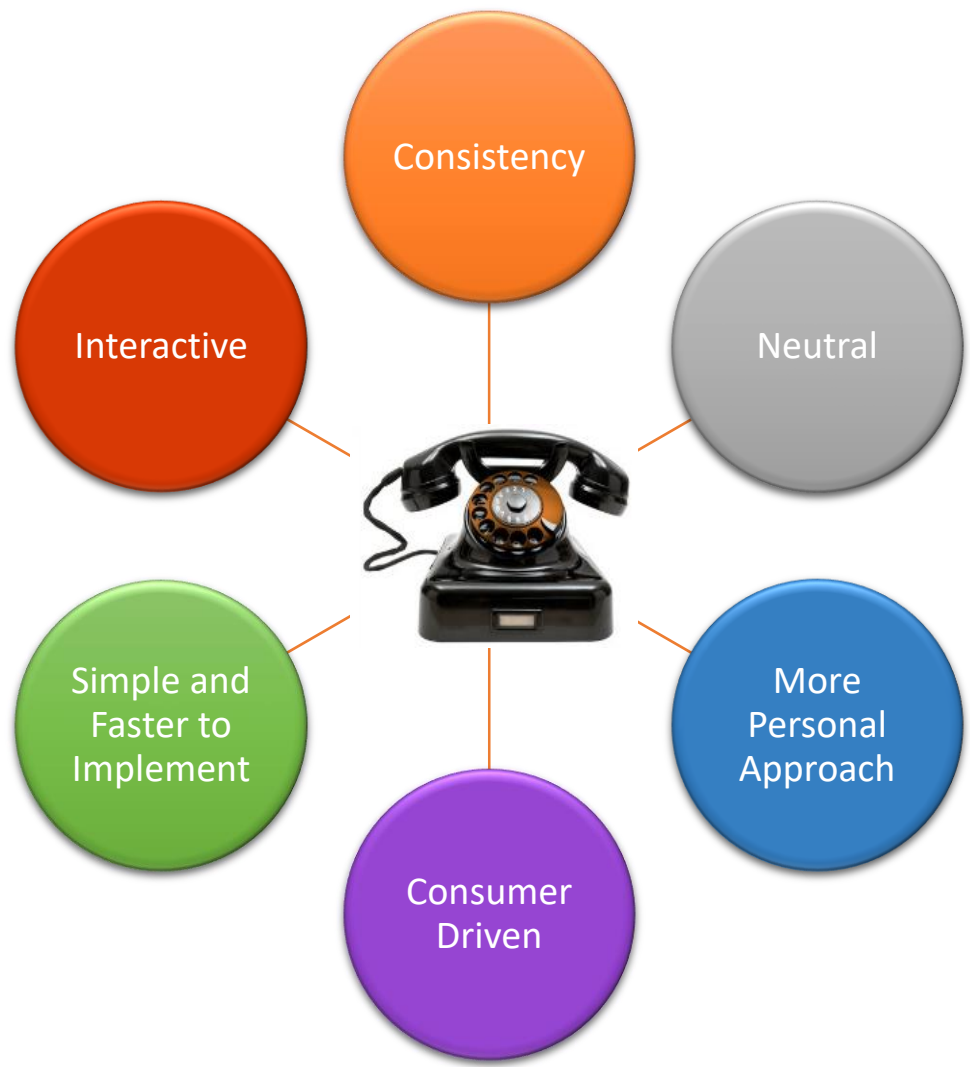 Consistency
Neutral
More
Personal
Approach
Consumer
Driven
Simple and
Faster to
Implement
Interactive